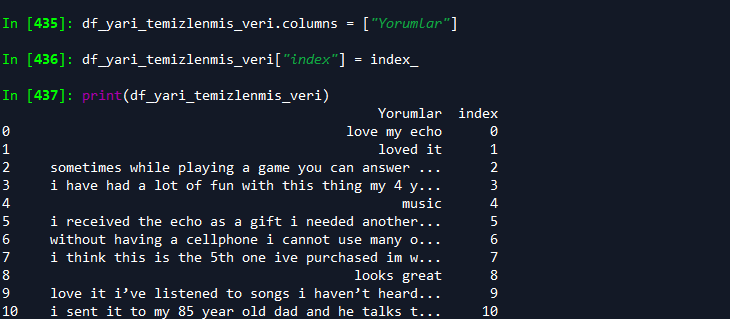 In [435]: df_yari_temizlenmis_veri.columns = ["Yorumlar"]
In [436]: df_yari_temizlenmis_veri["index"] = index_
In [437]: print(df_yari_temizlenmis_veri)
Yorumlar index
0 love my echo 0
1 loved it 1
2 sometimes while playing a game you can answer ... 2
3 i have had a lot of fun with this thing my 4 y... 3
4 music 4
5 i received the echo as a gift i needed another... 5
6 without having a cellphone i cannot use many o... 6
7 i think this is the 5th one ive purchased im w... 7
8 looks great 8
9 love it i’ve listened to songs i haven’t heard... 9
10 i sent it to my 85 year old dad and he talks t... 10